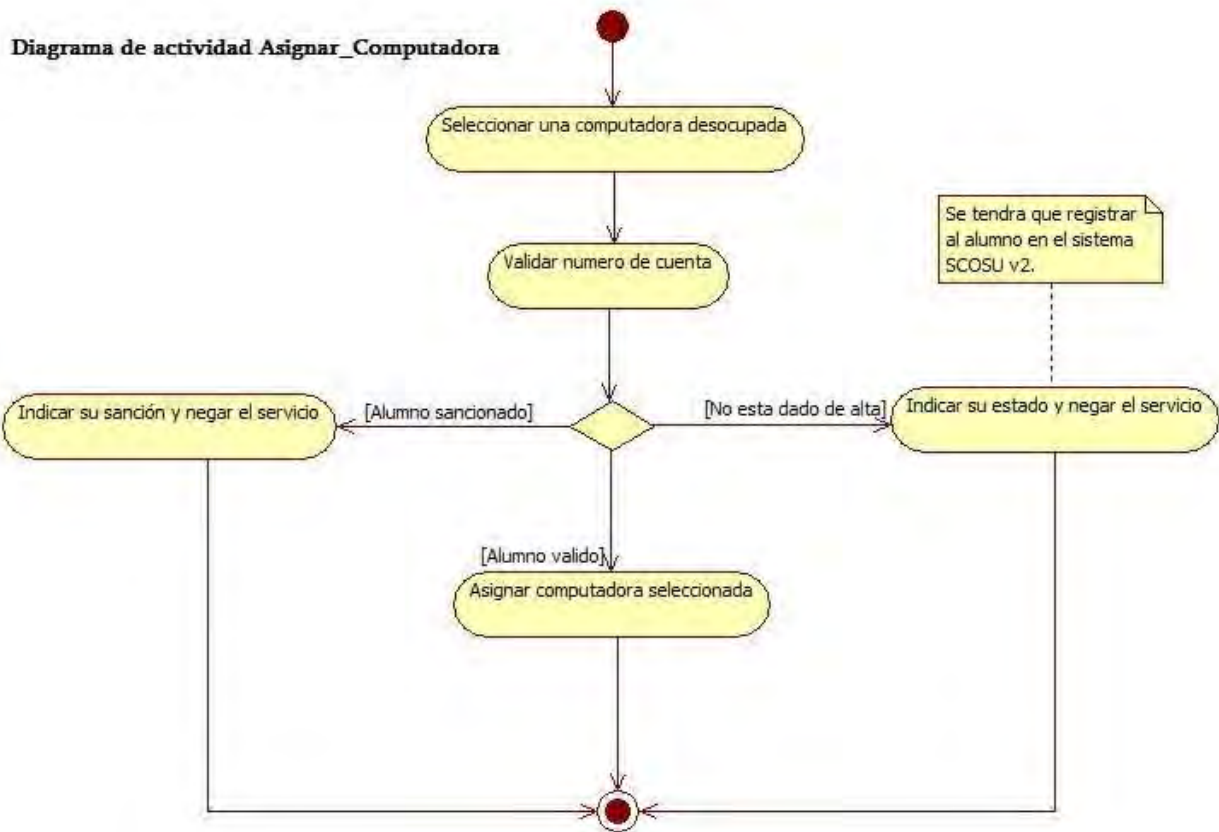 Diagrama de actividad Asignar_Computadora
Seleccionar una computadora desocupada
Se tendra que registrar
al alumno en el sistema
SCOSU v2.
Validar numero de cuenta
Indicar su sanción y negar el servicio
[Alumno sancionado]
[No esta dado de alta]
Indicar su estado y negar el servicio
[Alumno valido]
Asignar computadora seleccionada